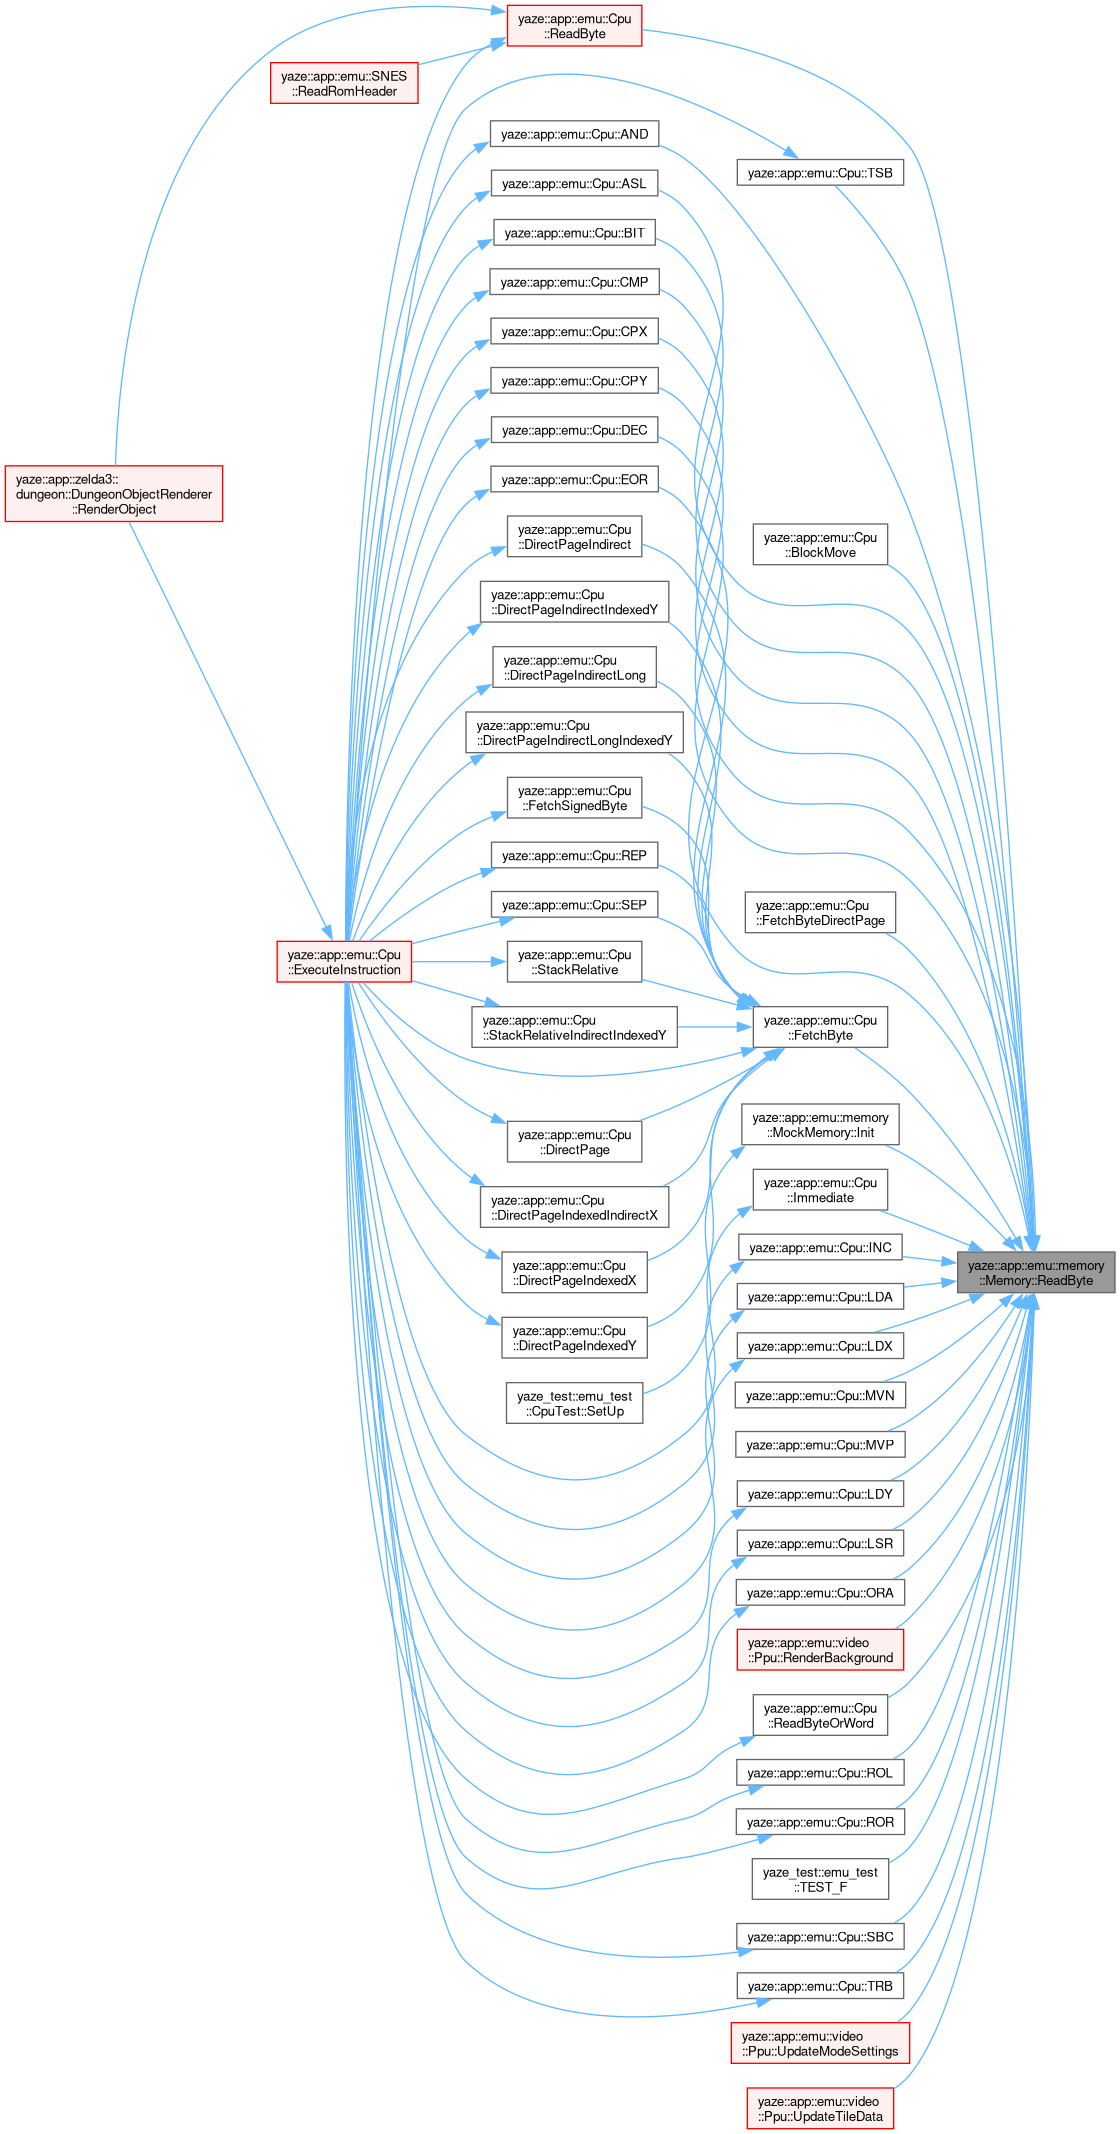 yaze::app::emu::Cpu
::ReadByte
yaze::app::emu::SNES
::ReadRomHeader
yaze::app::emu::Cpu::AND
yaze::app::emu::Cpu::TSB
yaze::app::emu::Cpu::ASL
yaze::app::emu::Cpu::BIT
yaze::app::emu::Cpu::CMP
yaze::app::emu::Cpu::CPX
yaze::app::emu::Cpu::CPY
yaze::app::emu::Cpu::DEC
yaze::app::emu::Cpu::EOR
yaze::app::zelda3::
dungeon::DungeonObjectRenderer
::RenderObject
yaze::app::emu::Cpu
::DirectPageIndirect
yaze::app::emu::Cpu
::BlockMove
yaze::app::emu::Cpu
::DirectPageIndirectIndexedY
yaze::app::emu::Cpu
::DirectPageIndirectLong
yaze::app::emu::Cpu
::DirectPageIndirectLongIndexedY
yaze::app::emu::Cpu
::FetchSignedByte
yaze::app::emu::Cpu::REP
yaze::app::emu::Cpu::SEP
yaze::app::emu::Cpu
::FetchByteDirectPage
yaze::app::emu::Cpu
::ExecuteInstruction
yaze::app::emu::Cpu
::StackRelative
yaze::app::emu::Cpu
::StackRelativeIndirectIndexedY
yaze::app::emu::Cpu
::FetchByte
yaze::app::emu::Cpu
::DirectPage
yaze::app::emu::memory
::MockMemory::Init
yaze::app::emu::Cpu
::Immediate
yaze::app::emu::Cpu
::DirectPageIndexedIndirectX
yaze::app::emu::Cpu::INC
yaze::app::emu::memory
::Memory::ReadByte
yaze::app::emu::Cpu
::DirectPageIndexedX
yaze::app::emu::Cpu::LDA
yaze::app::emu::Cpu
::DirectPageIndexedY
yaze::app::emu::Cpu::LDX
yaze_test::emu_test
::CpuTest::SetUp
yaze::app::emu::Cpu::MVN
yaze::app::emu::Cpu::MVP
yaze::app::emu::Cpu::LDY
yaze::app::emu::Cpu::LSR
yaze::app::emu::Cpu::ORA
yaze::app::emu::video
::Ppu::RenderBackground
yaze::app::emu::Cpu
::ReadByteOrWord
yaze::app::emu::Cpu::ROL
yaze::app::emu::Cpu::ROR
yaze_test::emu_test
::TEST_F
yaze::app::emu::Cpu::SBC
yaze::app::emu::Cpu::TRB
yaze::app::emu::video
::Ppu::UpdateModeSettings
yaze::app::emu::video
::Ppu::UpdateTileData